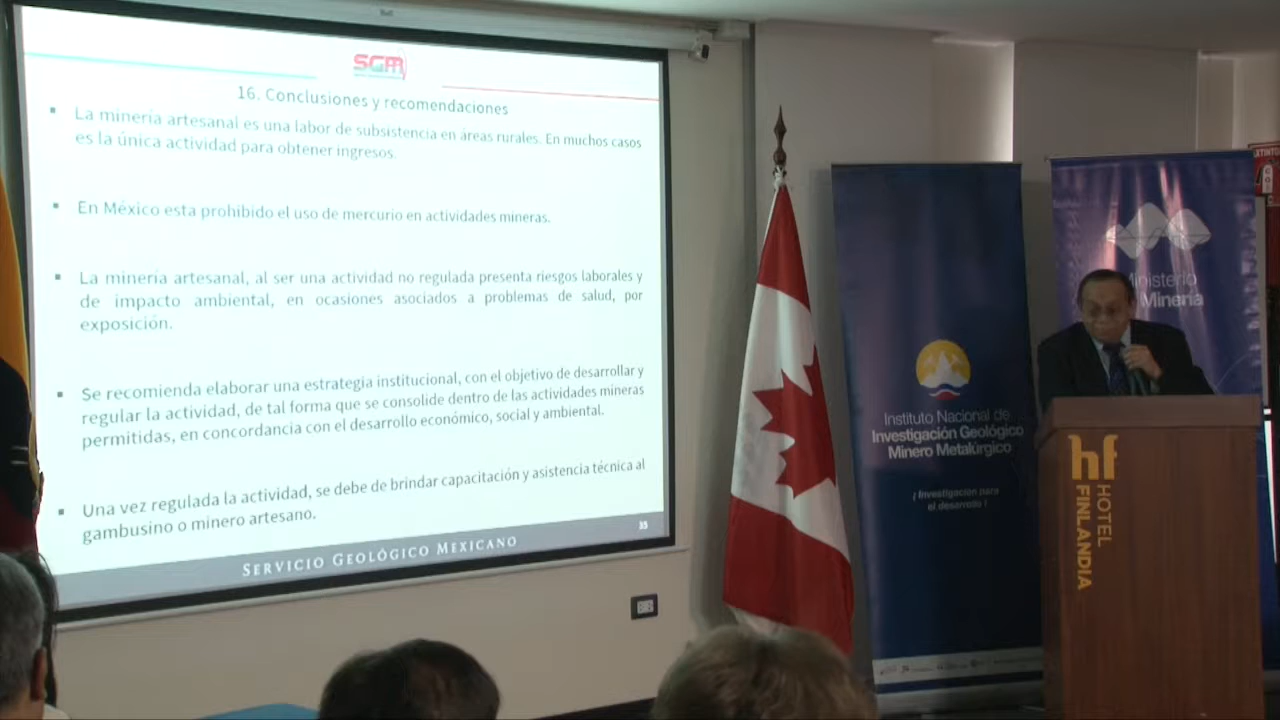 SGM
16. Conclusiones y recomendaciones
La minería artesanal es una labor de subsistencia en áreas rurales. En muchos casos
es la única actividad para obtener ingresos.
En México esta prohibido el uso de mercurio en actividades mineras.
La minería artesanal, al ser una actividad no regulada presenta riesgos laborales y
de impacto ambiental, en ocasiones asociados a problemas de salud, por
exposición.
Se recomienda elaborar una estrategia institucional, con el objetivo de desarrollar y
regular la actividad, de tal forma que se consolide dentro de las actividades mineras
permitidas, en concordancia con el desarrollo económico, social y ambiental.
Una vez regulada la actividad, se debe de brindar capacitación y asistencia técnica al
gambusino o minero artesano.
33
SERVICIO GEOLÓGICO MEXICANO
Instituto Nacional de
Investigación Geológico
Minero Metalúrgico
¡ Investigación para
el desarrollo !
Ministerio
Minería
hf
HOTEL
FINLANDIA